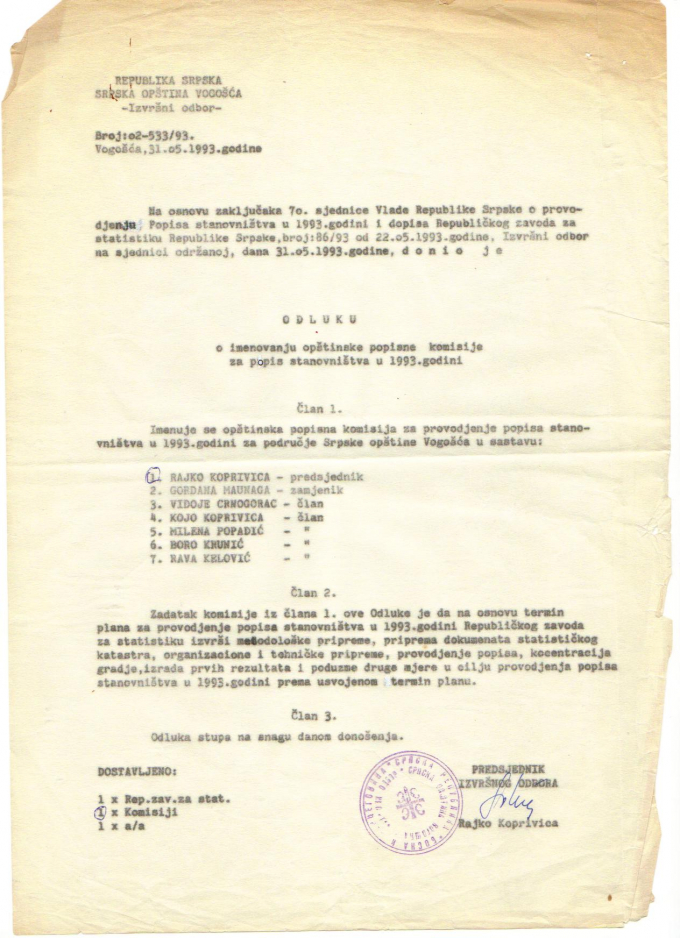 REPUBLIKA SRPSKA
SRPSKA OPŠTINA VOGOŠĆA
-Izvršni odbor-
Broj:o2-533/93.
Vogošća,31.o5.1993.godine
Na osnovu zaključaka 7o. sjednice Vlade Republike Srpske o provo-
djenju Popisa stanovništva u 1993.godini i dopisa Republičkog zavoda za
statistiku Republike Srpske,broj:86/93 od 22.o5.1993.godine, Izvršni odbor
na sjednici održanoj, dana 31.o5.1993.godine, d o n i o   j e
O D L U K U
o imenovanju opštinske popisne komisije
za popis stanovništva u 1993.godini
Član 1.
Imenuje se opštinska popisna komisija za provodjenje popisa stano-
vništva u 1993.godini za područje Srpske opštine Vogošća u sastavu:
1. RAJKO KOPRIVICA - predsjednik
2. GORDANA MAUNAGA - zamjenik
3. VIDOJE CRNOGORAC - član
4. KOJO KOPRIVICA - član
5. MILENA POPADIĆ - "
6. BORO KRUNIĆ - "
7. RAVA KELOVIĆ - "
Član 2.
Zadatak komisije iz člana 1. ove Odluke je da na osnovu termin
plana za provodjenje popisa stanovništva u 1993.godini Republičkog zavoda
za statistiku izvrši metodološke pripreme, priprema dokumenata statističkog
katastra, organizacione i tehničke pripreme, provodjenje popisa, kocentracija
gradje,izrada prvih rezultata i poduzme druge mjere u cilju provodjenja popisa
stanovništva u 1993.godini prema usvojenom termin planu.
Član 3.
Odluka stupa na snagu danom donošenja.
DOSTAVLJENO:
1 x Rep.zav.za stat.
1 x Komisiji
1 x a/a
PREDSJEDNIK
IZVRŠNOG ODBORA
Rajko Koprivica